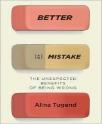 BETTER
BY
MISTAKE
THE UNEXPECTED
BENEFITS OF
BEING WRONG
Alina Tugend